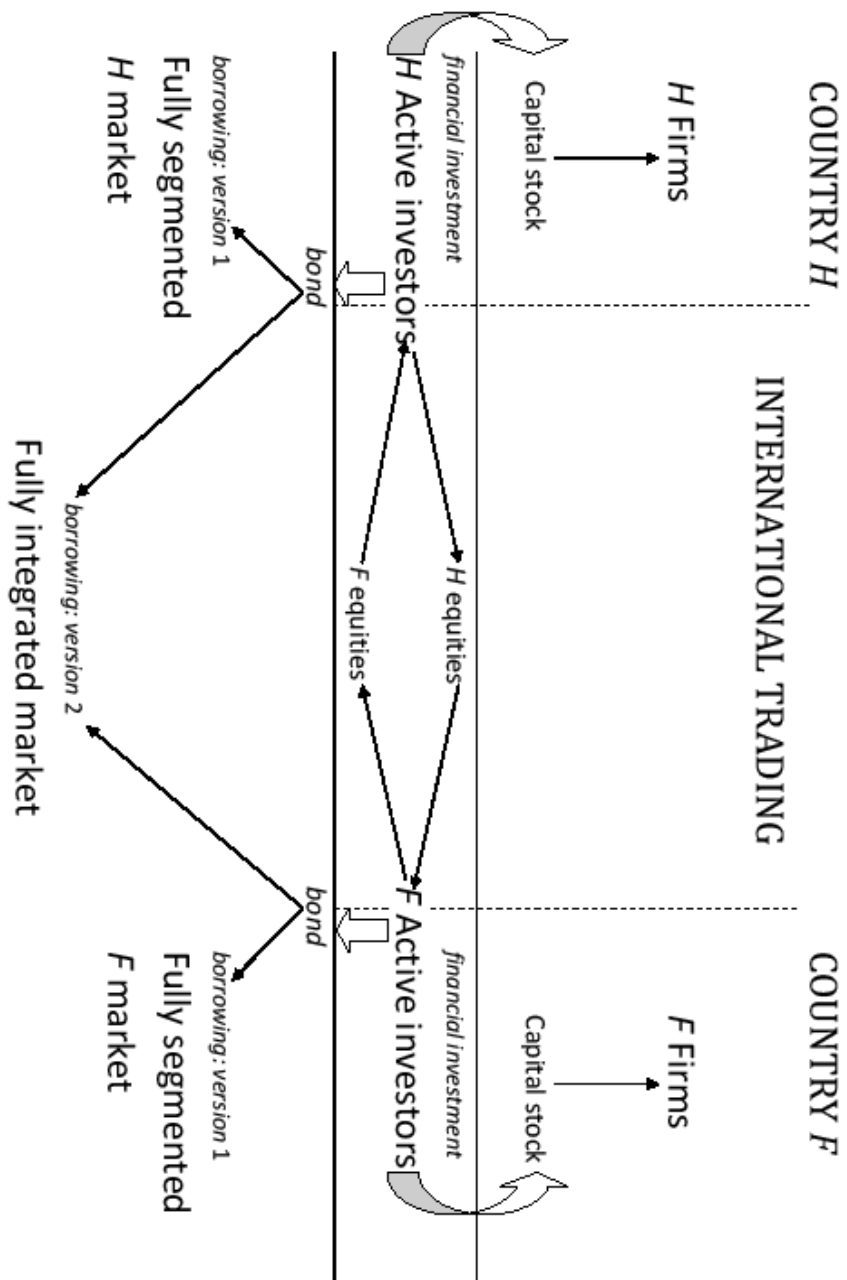 COUNTRY H
INTERNATIONAL TRADING
COUNTRY F
H Firms
F Firms
Capital stock
Capital stock
financial investment
financial investment
H Active investors
H equities
F equities
F Active investors
bond
bond
borrowing: version 1
Fully segmented
H market
borrowing: version 2
Fully integrated market
borrowing: version 1
Fully segmented
F market